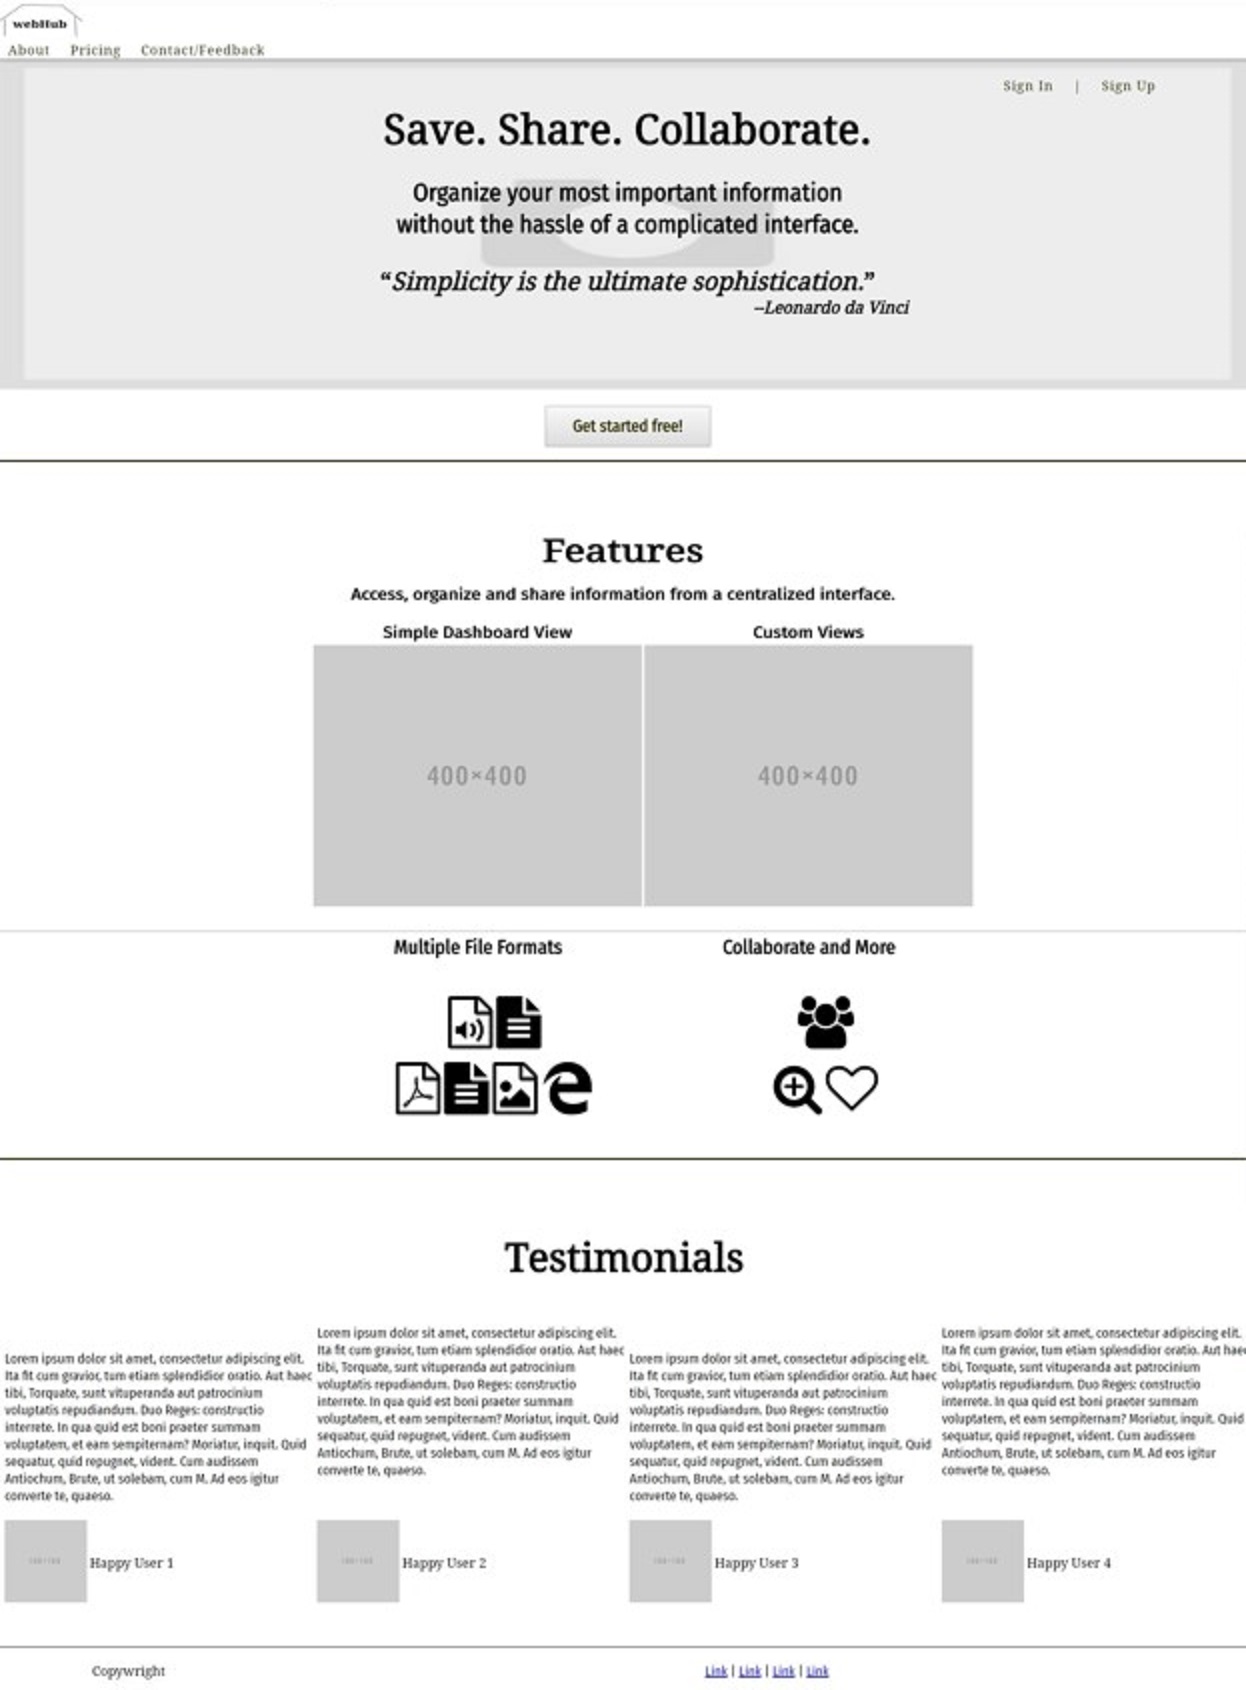 webHub
About Pricing Contact/Feedback
Sign In | Sign Up
Save. Share. Collaborate.
Organize your most important information
without the hassle of a complicated interface.
“Simplicity is the ultimate sophistication.”
–Leonardo da Vinci
Get started free!
Features
Access, organize and share information from a centralized interface.
Simple Dashboard View
Custom Views
400×400
400×400
Multiple File Formats
Collaborate and More
Testimonials
Lorem ipsum dolor sit amet, consectetur adipiscing elit.
Ita fit cum gravior, tum etiam splendidior oratio. Aut haec
tibi, Torquate, sunt vituperanda aut patrocinium
voluptatis repudiandum. Duo Reges: constructio
interrete. In qua quid est boni praeter summam
voluptatem, et eam sempiternam? Moriatur, inquit. Quid
sequatur, quid repugnet, vident. Cum audissem
Antiochum, Brute, ut solebam, cum M. Ad eos igitur
converte te, quaeso.
Happy User 1
Lorem ipsum dolor sit amet, consectetur adipiscing elit.
Ita fit cum gravior, tum etiam splendidior oratio. Aut haec
tibi, Torquate, sunt vituperanda aut patrocinium
voluptatis repudiandum. Duo Reges: constructio
interrete. In qua quid est boni praeter summam
voluptatem, et eam sempiternam? Moriatur, inquit. Quid
sequatur, quid repugnet, vident. Cum audissem
Antiochum, Brute, ut solebam, cum M. Ad eos igitur
converte te, quaeso.
Happy User 2
Lorem ipsum dolor sit amet, consectetur adipiscing elit.
Ita fit cum gravior, tum etiam splendidior oratio. Aut haec
tibi, Torquate, sunt vituperanda aut patrocinium
voluptatis repudiandum. Duo Reges: constructio
interrete. In qua quid est boni praeter summam
voluptatem, et eam sempiternam? Moriatur, inquit. Quid
sequatur, quid repugnet, vident. Cum audissem
Antiochum, Brute, ut solebam, cum M. Ad eos igitur
converte te, quaeso.
Happy User 3
Lorem ipsum dolor sit amet, consectetur adipiscing elit.
Ita fit cum gravior, tum etiam splendidior oratio. Aut haec
tibi, Torquate, sunt vituperanda aut patrocinium
voluptatis repudiandum. Duo Reges: constructio
interrete. In qua quid est boni praeter summam
voluptatem, et eam sempiternam? Moriatur, inquit. Quid
sequatur, quid repugnet, vident. Cum audissem
Antiochum, Brute, ut solebam, cum M. Ad eos igitur
converte te, quaeso.
Happy User 4
Copywright
Link | Link | Link | Link